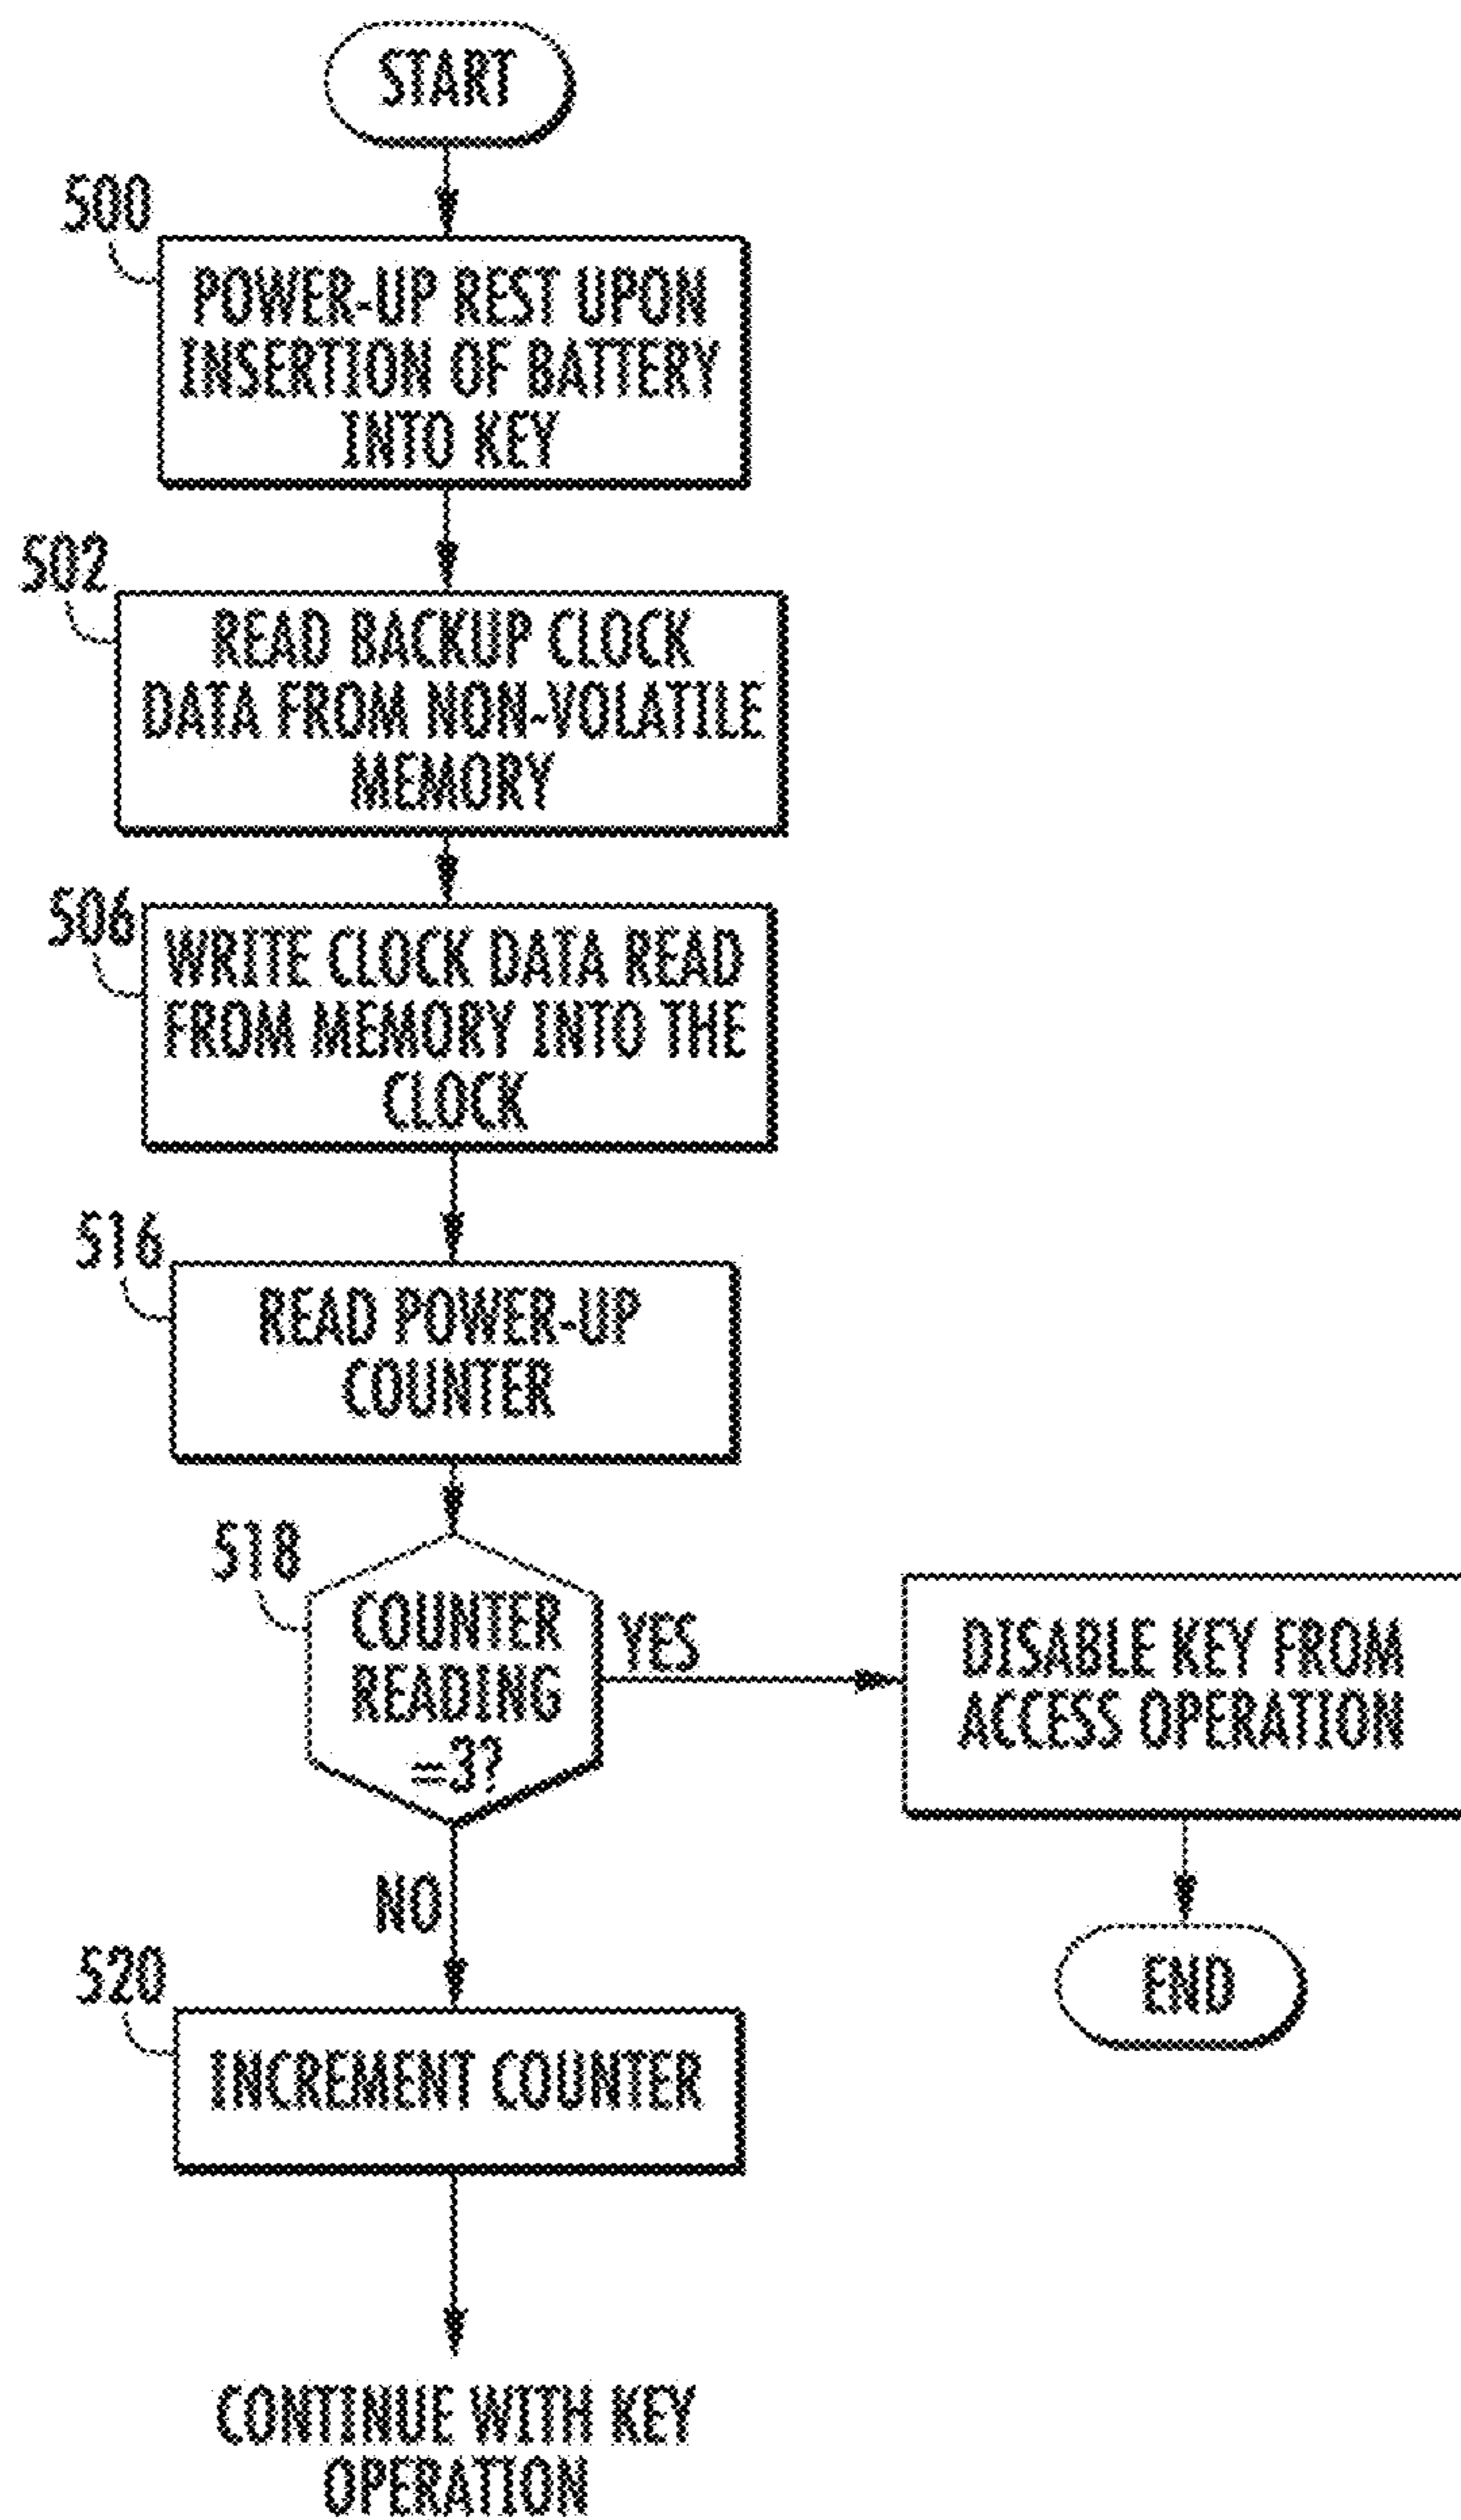 START
500
POWER-UP REST UPON
INSERTION OF BATTERY
INTO KEY
502
READ BACKUP CLOCK
DATA FROM NON-VOLATILE
MEMORY
506
WRITE CLOCK DATA READ
FROM MEMORY INTO THE
CLOCK
516
READ POWER-UP
COUNTER
518
COUNTER
READING
=3?
YES
DISABLE KEY FROM
ACCESS OPERATION
END
NO
520
INCREMENT COUNTER
CONTINUE WITH KEY
OPERATION